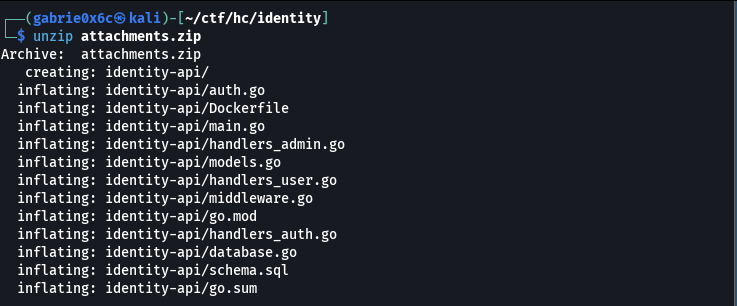 ┌──(gabrie0x6c㉿kali)-[~/ctf/hc/identity]
└─$ unzip attachments.zip
Archive:  attachments.zip
   creating: identity-api/
  inflating: identity-api/auth.go
  inflating: identity-api/Dockerfile
  inflating: identity-api/main.go
  inflating: identity-api/handlers_admin.go
  inflating: identity-api/models.go
  inflating: identity-api/handlers_user.go
  inflating: identity-api/middleware.go
  inflating: identity-api/go.mod
  inflating: identity-api/handlers_auth.go
  inflating: identity-api/database.go
  inflating: identity-api/schema.sql
  inflating: identity-api/go.sum